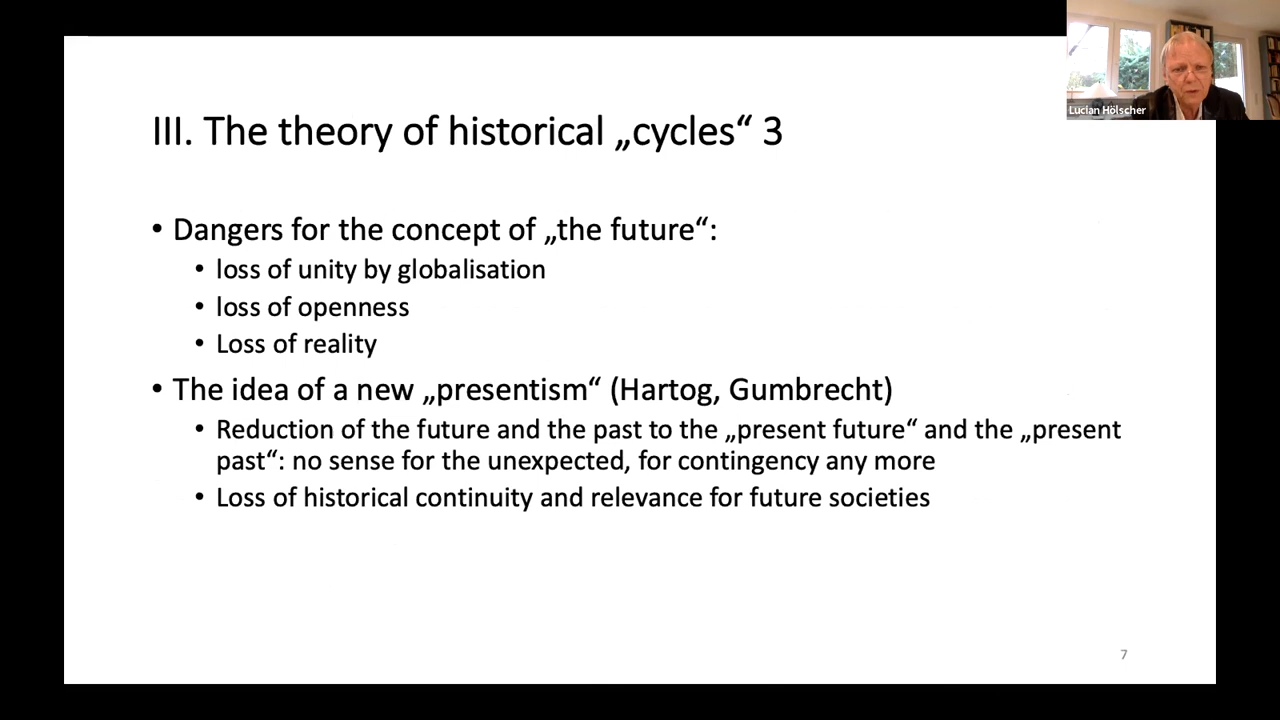 Lucian Hölscher
III. The theory of historical „cycles“ 3
• Dangers for the concept of „the future“:
• loss of unity by globalisation
• loss of openness
• Loss of reality
• The idea of a new „presentism“ (Hartog, Gumbrecht)
• Reduction of the future and the past to the „present future“ and the „present
past“: no sense for the unexpected, for contingency any more
• Loss of historical continuity and relevance for future societies
7